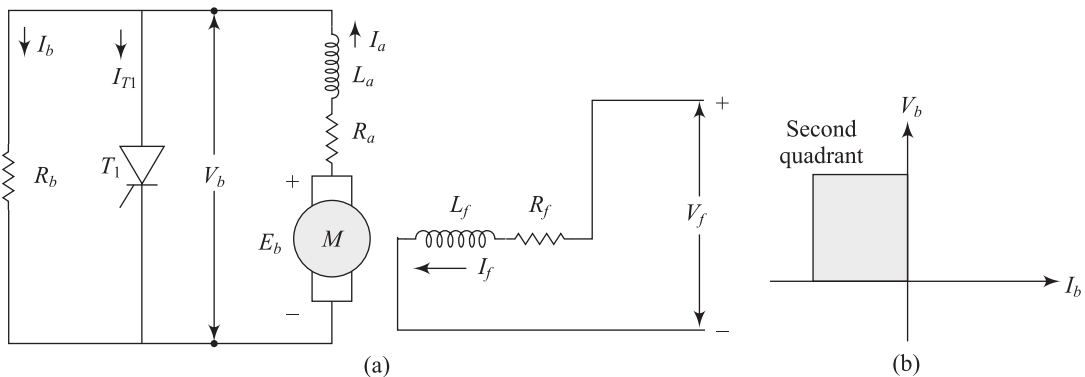 I_b
I_T1
I_a
L_a
R_a
T_1
R_b
V_b
+
E_b
M
−
L_f
R_f
I_f
+
V_f
−
(a)
V_b
Second
quadrant
I_b
(b)